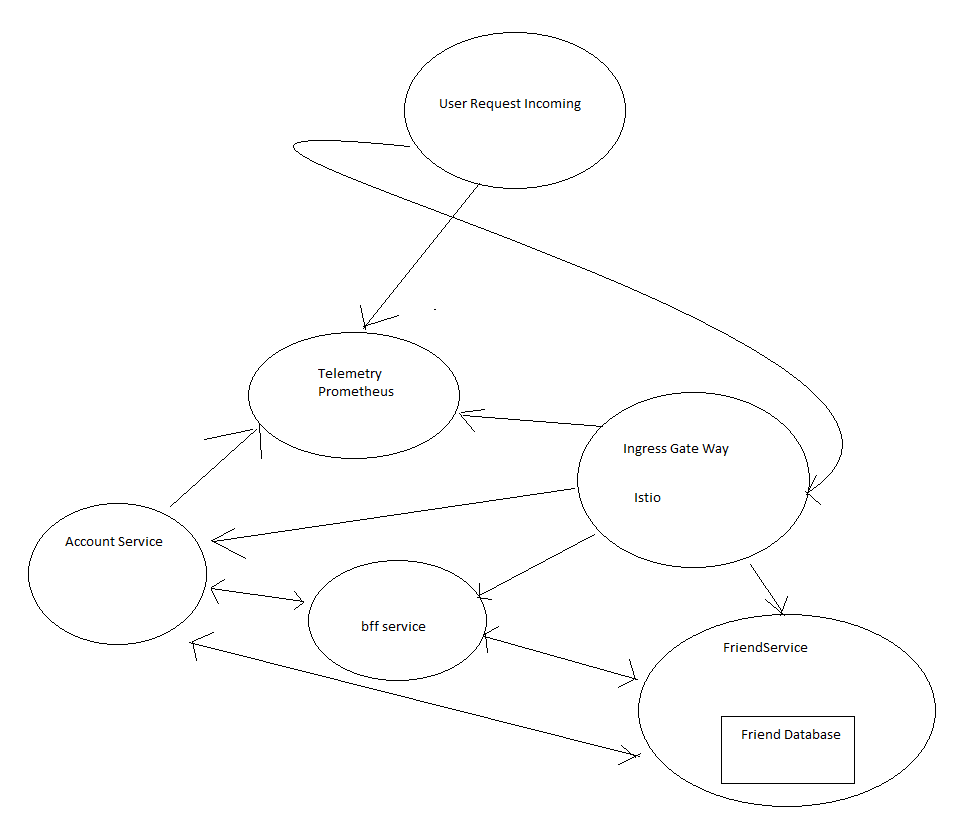 User Request Incoming
Telemetry
Prometheus
Ingress Gate Way
Istio
Account Service
bff service
FriendService
Friend Database